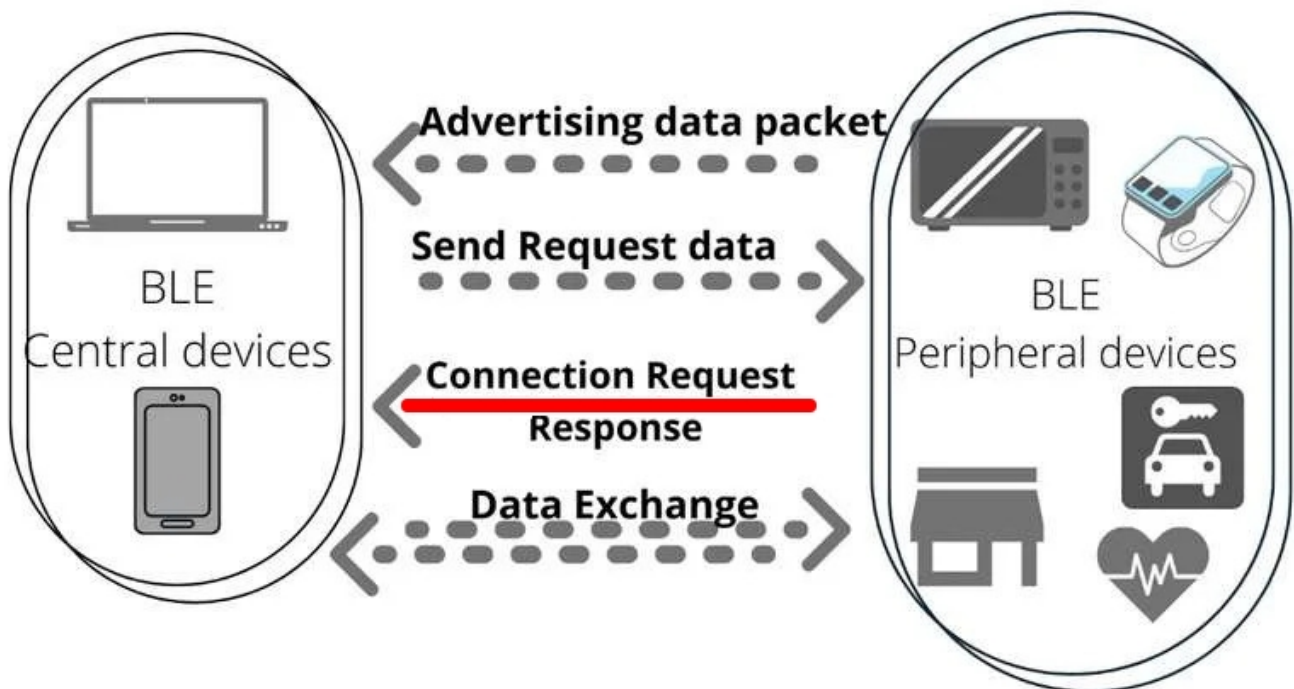 Advertising data packet
Send Request data
BLE
Central devices
BLE
Peripheral devices
Connection Request
Response
Data Exchange